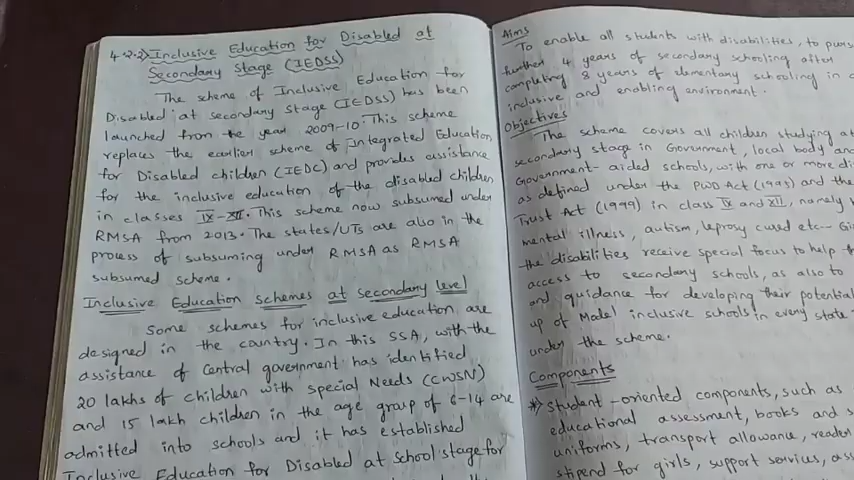 4.2.2) Inclusive Education for Disabled at
Secondary Stage (IEDSS)
The scheme of Inclusive Education for
Disabled at secondary stage (IEDSS) has been
launched from the year 2009-10. This scheme
replaces the earlier scheme of Integrated Education
for Disabled children (IEDC) and provides assistance
for the inclusive education of the disabled children
in classes IX-XII. This scheme now subsumed under
RMSA from 2013. The states/UTs are also in the
process of subsuming under RMSA as RMSA
subsumed scheme.
Inclusive Education schemes at secondary level
Some schemes for inclusive education are
designed in the country. In this SSA, with the
assistance of Central government has identified
20 lakhs of children with special Needs (CWSN)
and 15 lakh children in the age group of 6-14 are
admitted into schools and it has established
Inclusive Education for Disabled at School stage for
Aims
To enable all students with disabilities, to
further 4 years of secondary schooling after
completing 8 years of elementary schooling in
inclusive and enabling environment.
Objectives
The scheme covers all children studying at
secondary stage in Government, local body and
Government-aided schools, with one or more
as defined under the PWD Act (1995) and the
Trust Act (1999) in class IX and XII, namely
mental illness, autism, leprosy cured etc--
the disabilities receive special focus to help
access to secondary schools, as also to
and guidance for developing their potential
up of Model inclusive schools in every state
under the scheme.
Components
* Student-oriented components, such as
educational assessment, books and
uniforms, transport allowance, reader
stipend for girls, support services,